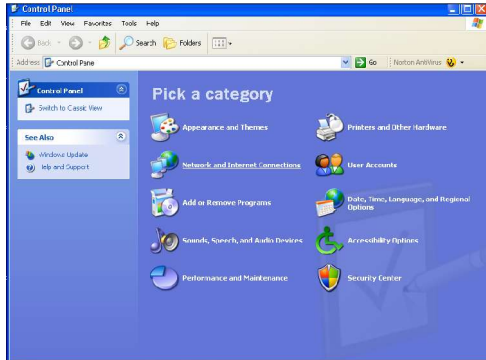 Control Panel
File Edit View Favorites Tools Help
Back Search Folders
Address Control Pane Go Norton AntiVirus
Control Panel
Switch to Classic View
See Also
Windows Update
Help and Support
Pick a category
Appearance and Themes
Printers and Other Hardware
Network and Internet Connections
User Accounts
Add or Remove Programs
Date, Time, Language, and Regional
Options
Sounds, Speech, and Audio Devices
Accessibility Options
Performance and Maintenance
Security Center